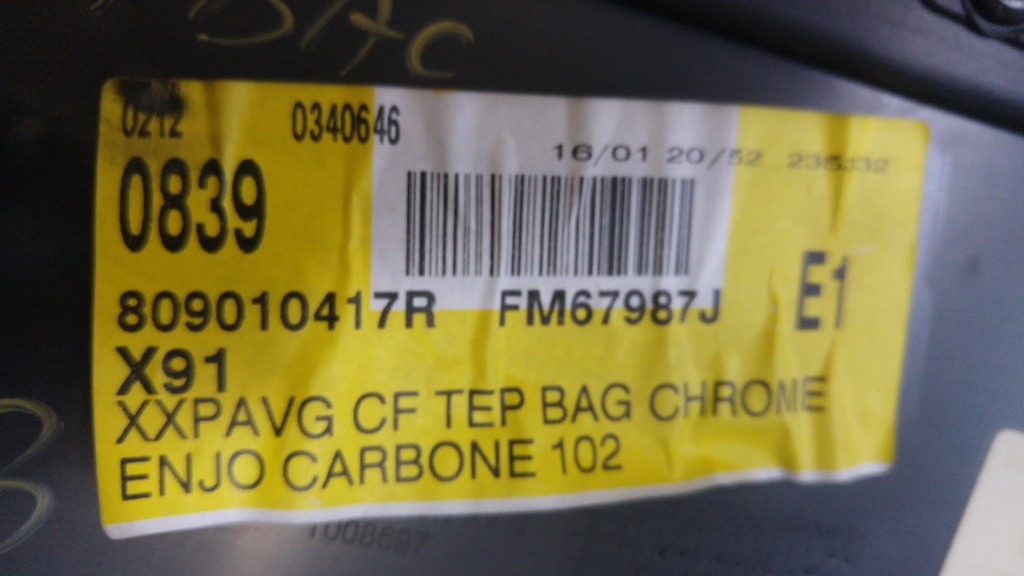 0212 0340646
16/01 20/52 235332
0839
E1
809010417R FM67987J
X91
XXPAVG CF TEP BAG CHROME
ENJO CARBONE 102
1008697